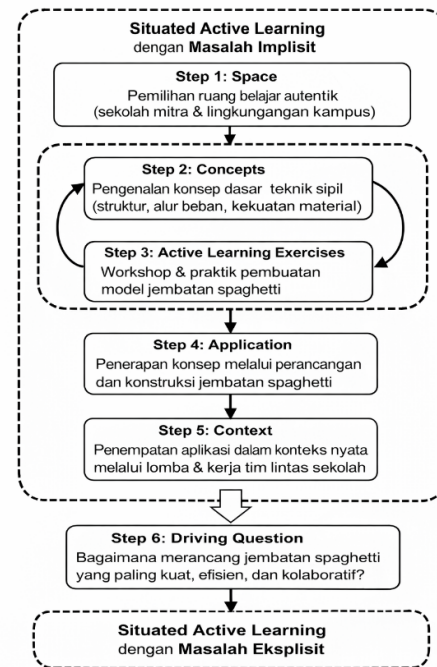 Situated Active Learning
dengan Masalah Implisit
Step 1: Space
Pemilihan ruang belajar autentik
(sekolah mitra & lingkungangan kampus)
Step 2: Concepts
Pengenalan konsep dasar teknik sipil
(struktur, alur beban, kekuatan material)
Step 3: Active Learning Exercises
Workshop & praktik pembuatan
model jembatan spaghetti
Step 4: Application
Penerapan konsep melalui perancangan
dan konstruksi jembatan spaghetti
Step 5: Context
Penempatan aplikasi dalam konteks nyata
melalui lomba & kerja tim lintas sekolah
Step 6: Driving Question
Bagaimana merancang jembatan spaghetti
yang paling kuat, efisien, dan kolaboratif?
Situated Active Learning
dengan Masalah Eksplisit